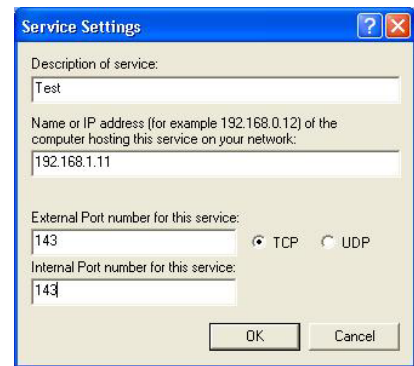 Service Settings
Description of service:
Test
Name or IP address (for example 192.168.0.12) of the
computer hosting this service on your network:
192.168.1.11
External Port number for this service:
143
TCP
UDP
Internal Port number for this service:
143
OK
Cancel